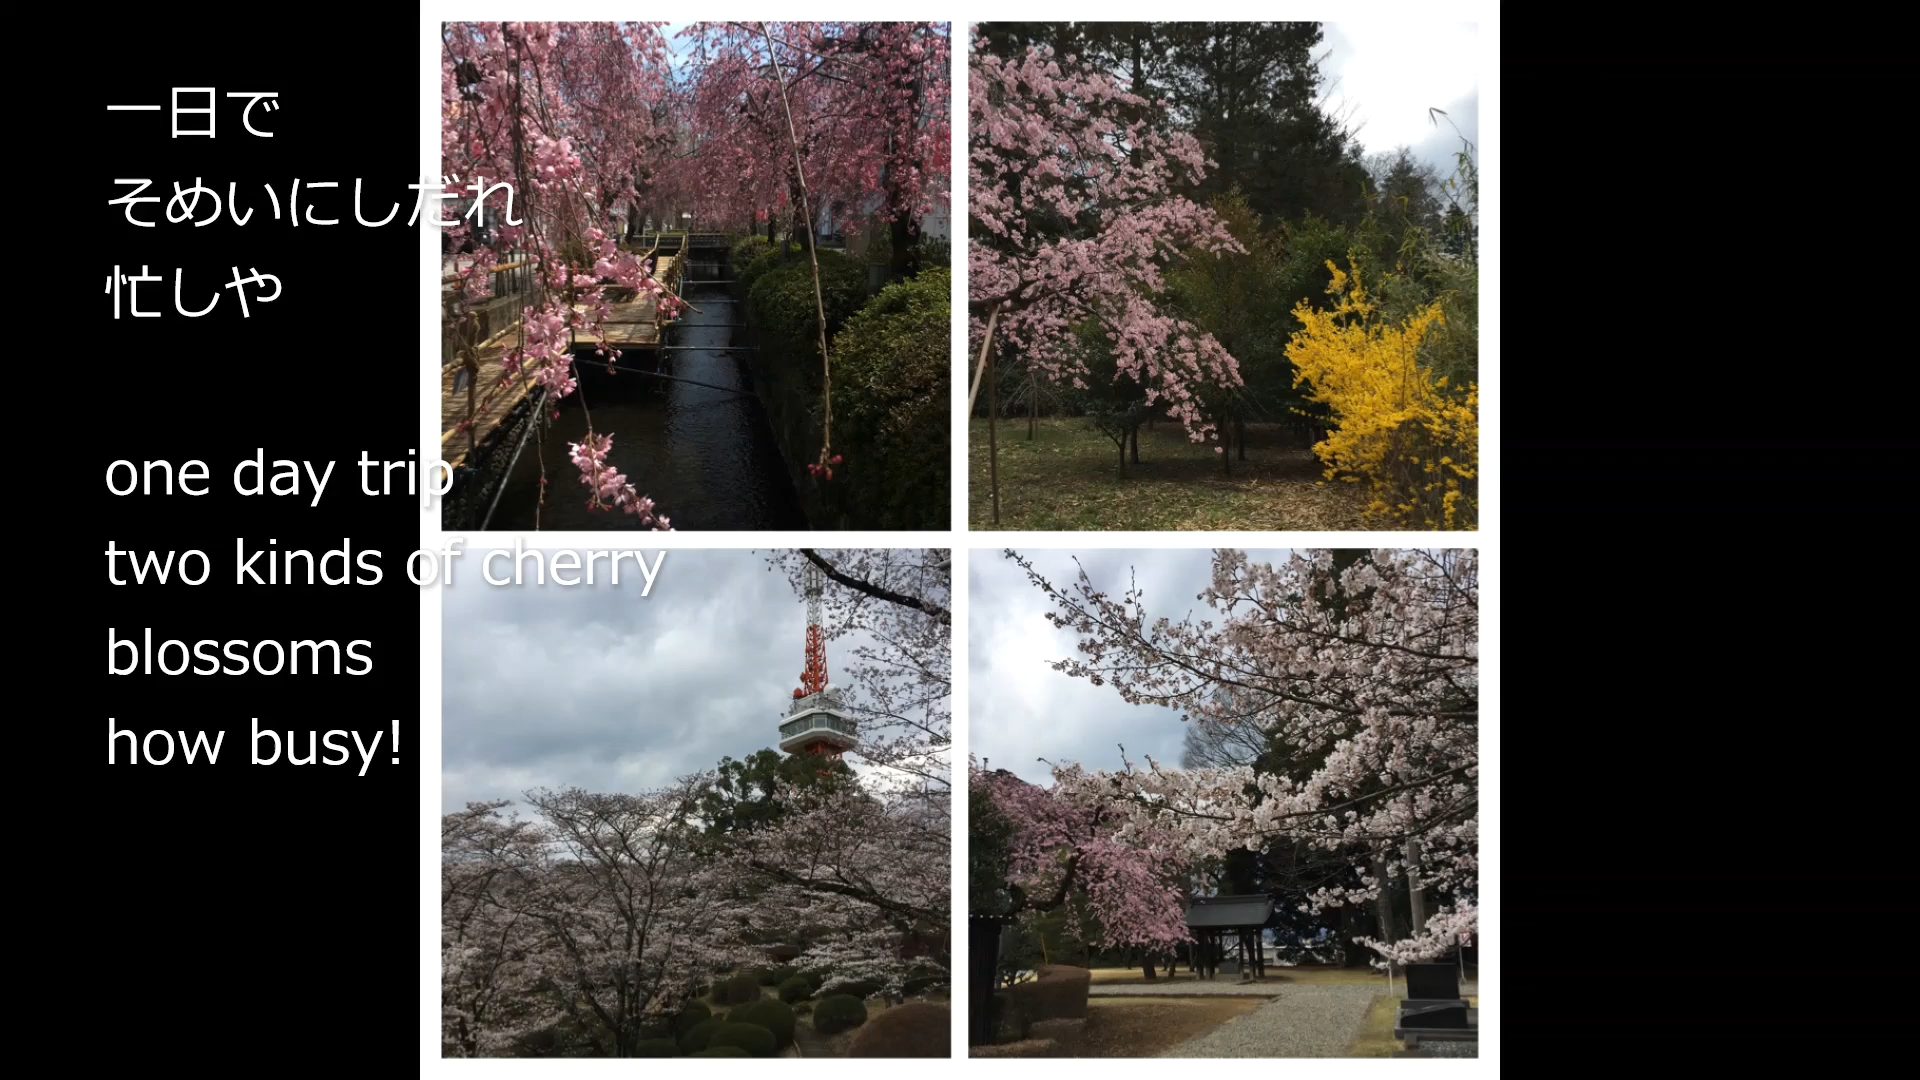 一日で
そめいにしだれ
忙しや
one day trip
two kinds of cherry
blossoms
how busy!